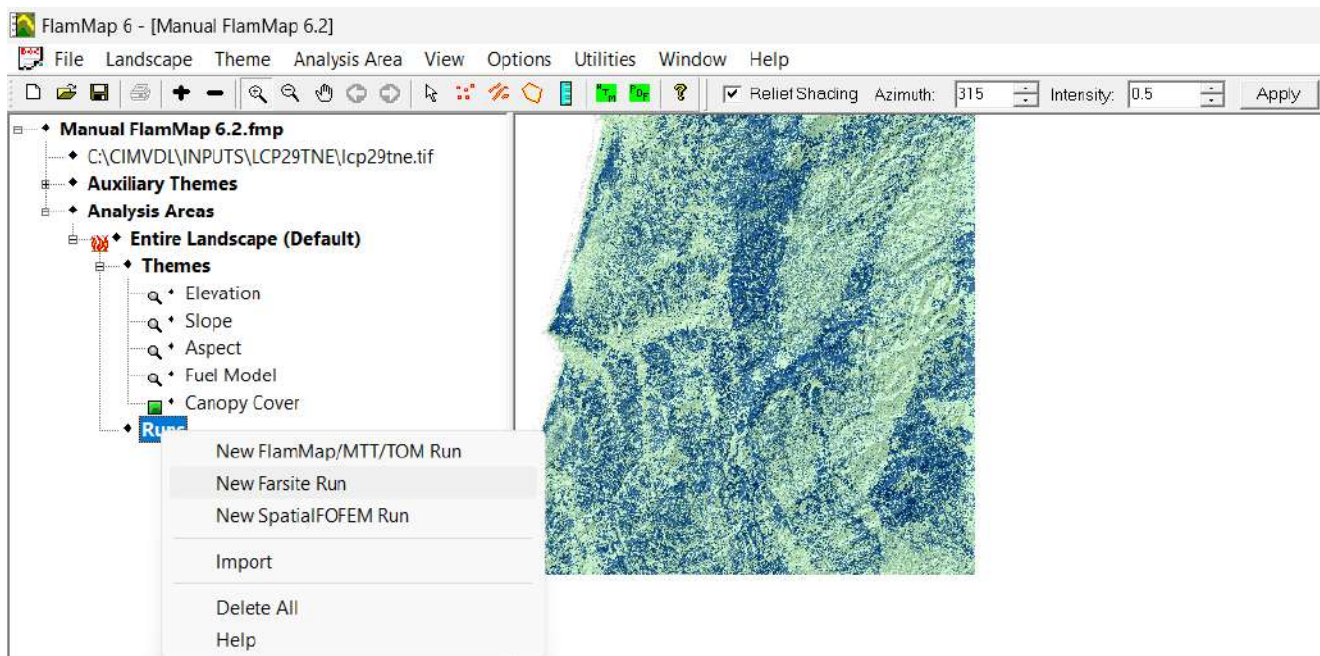 FlamMap 6 - [Manual FlamMap 6.2]
File Landscape Theme Analysis Area View Options Utilities Window Help
Relief Shading Azimuth: 315 Intensity: 0.5 Apply
Manual FlamMap 6.2.fmp
C:\CIMVDL\INPUTS\LCP29TNE\lcp29tne.tif
Auxiliary Themes
Analysis Areas
Entire Landscape (Default)
Themes
Elevation
Slope
Aspect
Fuel Model
Canopy Cover
Runs
New FlamMap/MTT/TOM Run
New Farsite Run
New SpatialFOFEM Run
Import
Delete All
Help